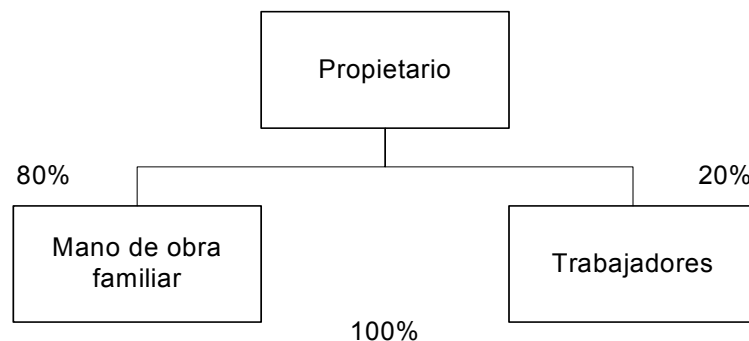 Propietario
80%
20%
Mano de obra
familiar
Trabajadores
100%